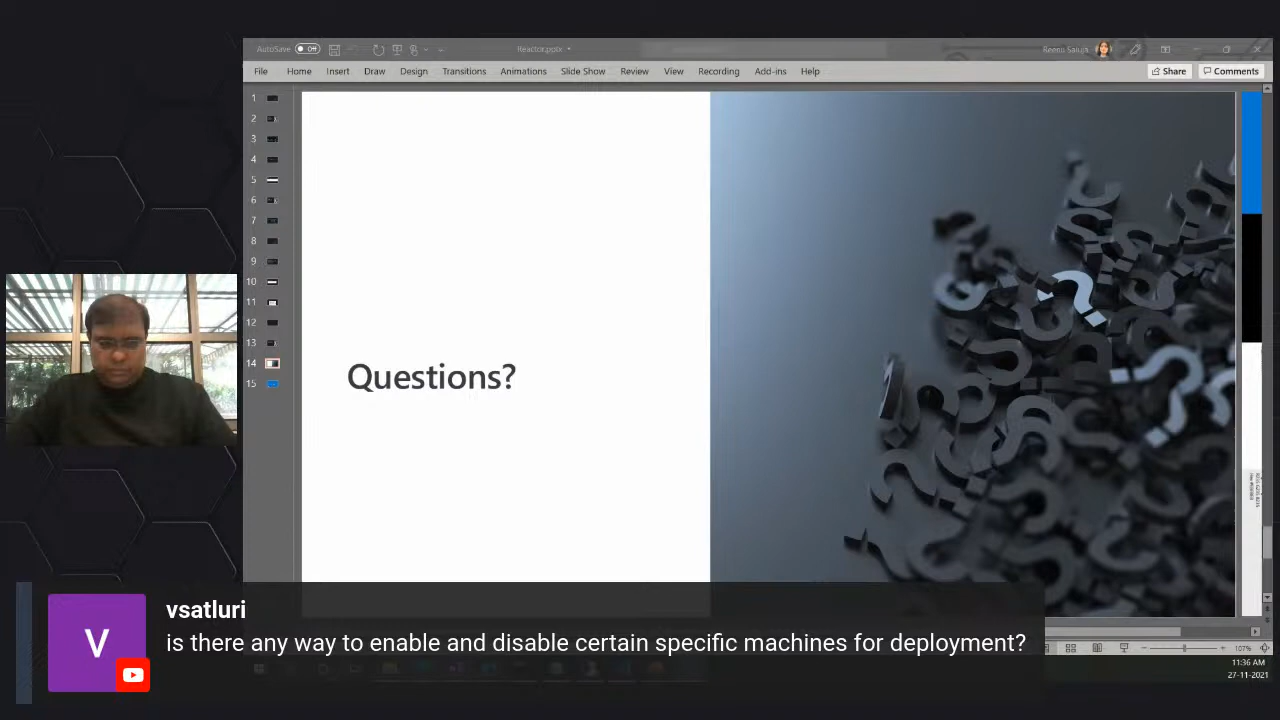 AutoSave
Off
Reactor.pptx
Reenu Saluja
File Home Insert Draw Design Transitions Animations Slide Show Review View Recording Add-ins Help
Share
Comments
1
2
3
4
5
6
7
8
9
10
11
12
13
14
15
Questions?
V
vsatluri
is there any way to enable and disable certain specific machines for deployment?
107%
11:36 AM
27-11-2021